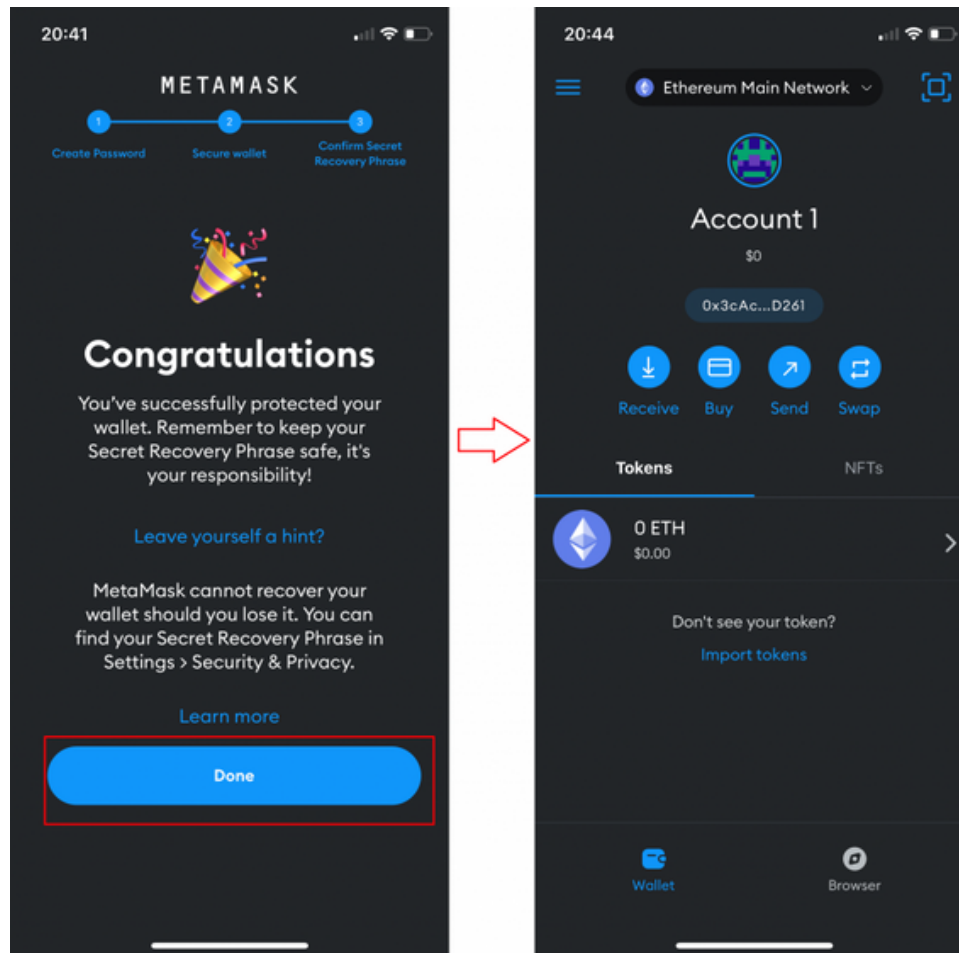 20:41
METAMASK
1
2
3
Create Password
Secure wallet
Confirm Secret
Recovery Phrase
Congratulations
You've successfully protected your
wallet. Remember to keep your
Secret Recovery Phrase safe, it's
your responsibility!
Leave yourself a hint?
MetaMask cannot recover your
wallet should you lose it. You can
find your Secret Recovery Phrase in
Settings > Security & Privacy.
Learn more
Done
20:44
Ethereum Main Network
Account 1
$0
0x3cAc...D261
Receive Buy Send Swap
Tokens NFTs
0 ETH
$0.00
Don't see your token?
Import tokens
Wallet Browser